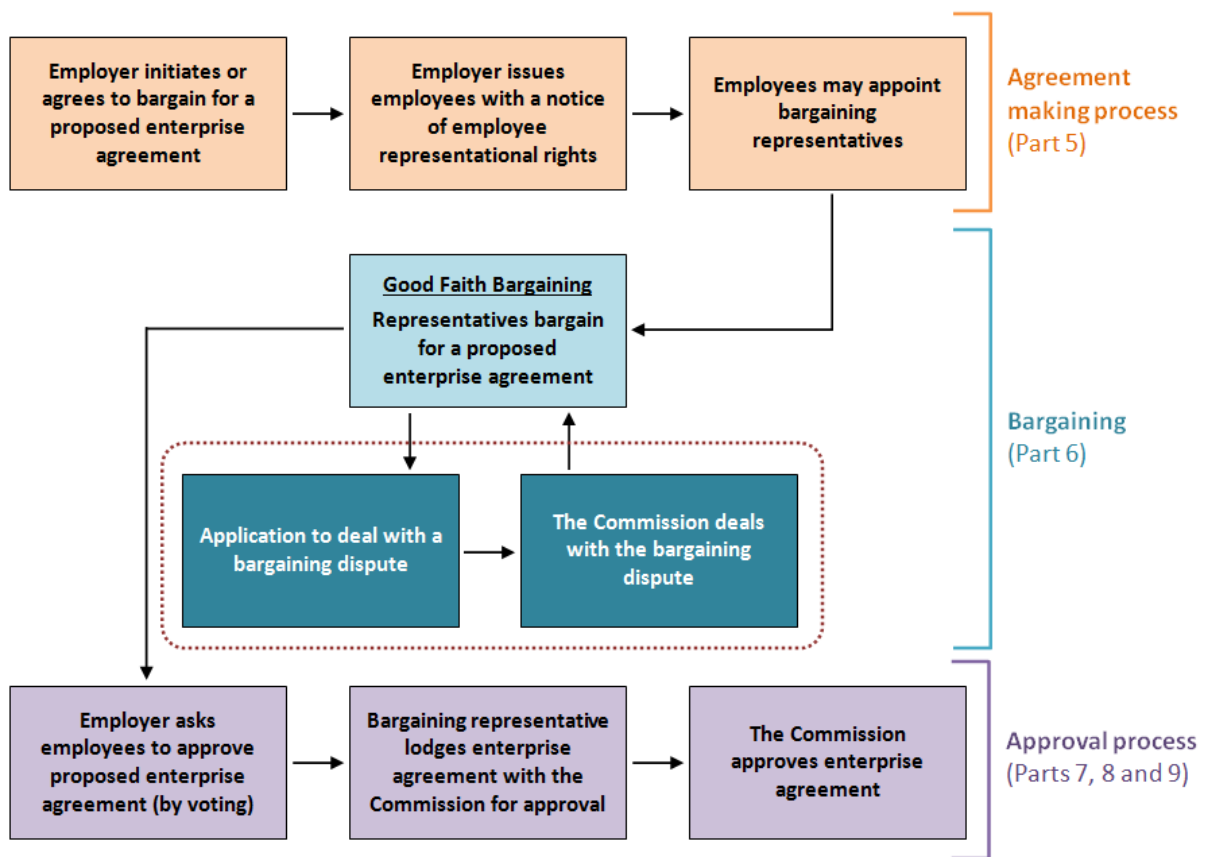 Employer initiates or
agrees to bargain for a
proposed enterprise
agreement
Employer issues
employees with a notice
of employee
representational rights
Employees may appoint
bargaining
representatives
Agreement
making process
(Part 5)
Good Faith Bargaining
Representatives bargain
for a proposed
enterprise agreement
Application to deal with a
bargaining dispute
The Commission deals
with the bargaining
dispute
Bargaining
(Part 6)
Employer asks
employees to approve
proposed enterprise
agreement (by voting)
Bargaining representative
lodges enterprise
agreement with the
Commission for approval
The Commission
approves enterprise
agreement
Approval process
(Parts 7, 8 and 9)